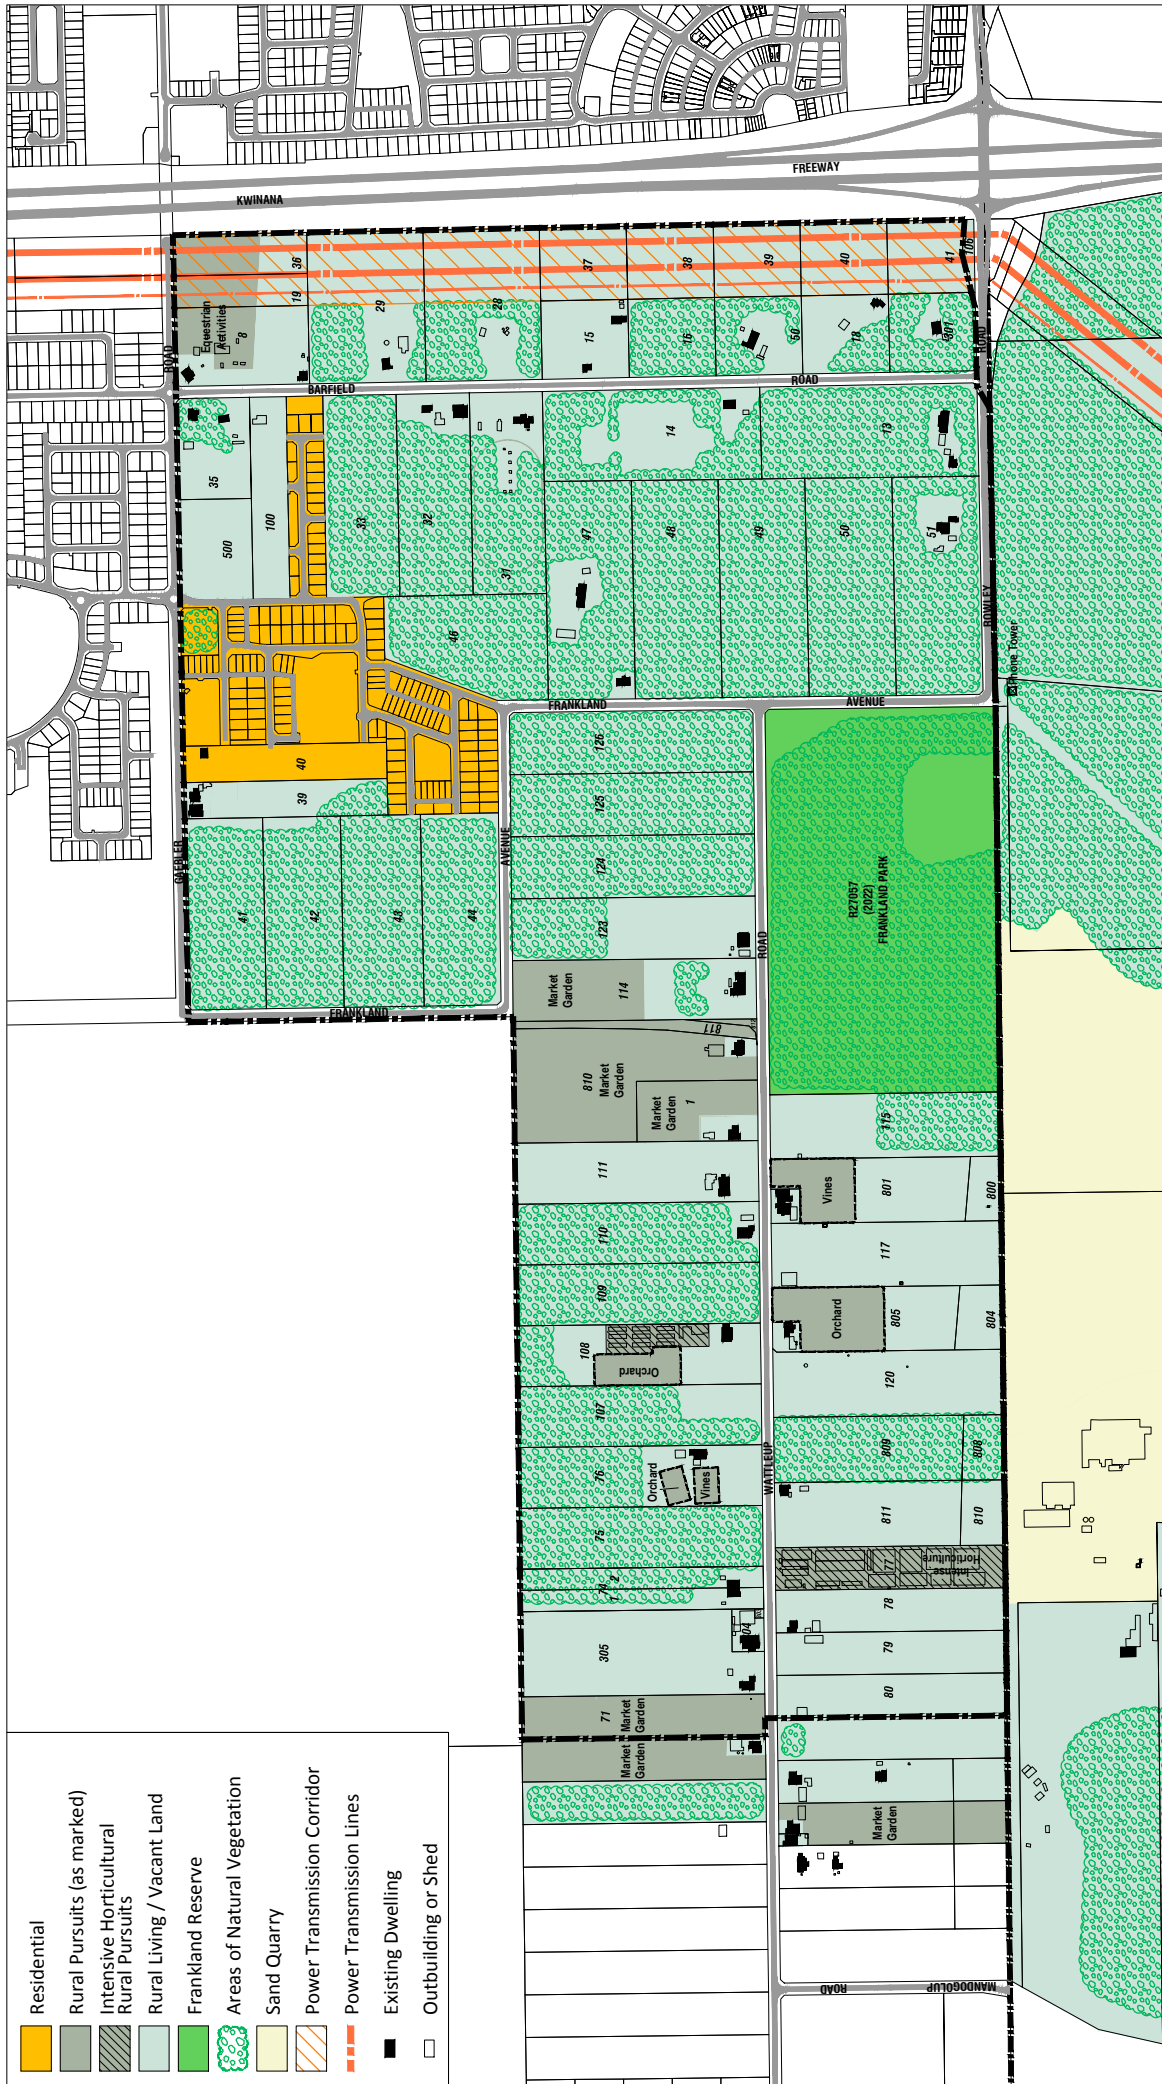 KWINANA
FREEWAY
36
19
37
38
39
40
41
106
Equestrian
Activities
8
29
28
15
16
50
18
301
ROAD
ROAD
BARFIELD
ROAD
35
500
100
33
32
31
14
13
46
47
48
49
50
51
ROWLEY
Phone Tower
FRANKLAND
AVENUE
40
39
GAEBLER
AVENUE
41
42
43
44
FRANKLAND
126
125
124
123
ROAD
R27057
(2022)
FRANKLAND PARK
Market
Garden
114
811
810
Market
Garden
Market
Garden
1
111
110
109
108
Orchard
107
76
Orchard
Vines
75
74
1
2
305
304
71
Market
Garden
Market
Garden
WATTLEUP
115
Vines
801
800
117
Orchard
805
804
120
809
808
811
810
77
Intense
Horticulture
78
79
80
Market
Garden
ROAD
MANDOGOLUP
Residential
Rural Pursuits (as marked)
Intensive Horticultural
Rural Pursuits
Rural Living / Vacant Land
Frankland Reserve
Areas of Natural Vegetation
Sand Quarry
Power Transmission Corridor
Power Transmission Lines
Existing Dwelling
Outbuilding or Shed